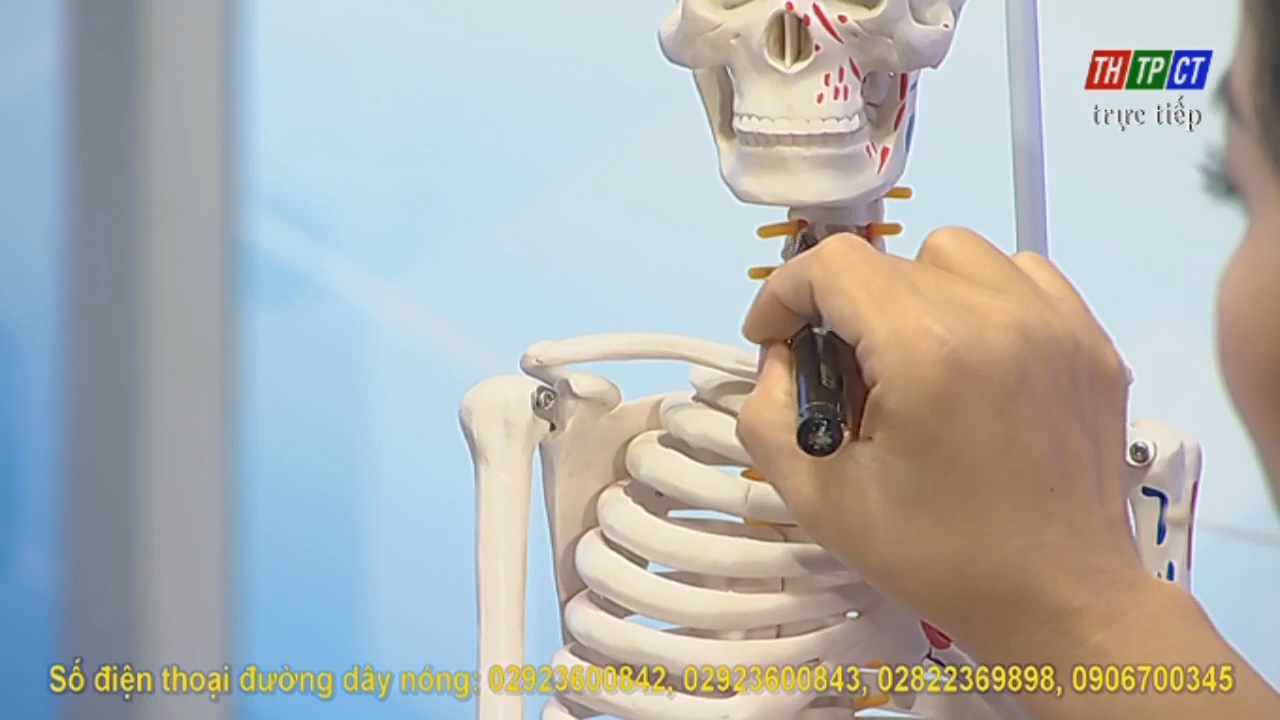 THTPCT
trực tiếp
Số điện thoại đường dây nóng: 02923600842, 02923600843, 02822369898, 0906700345